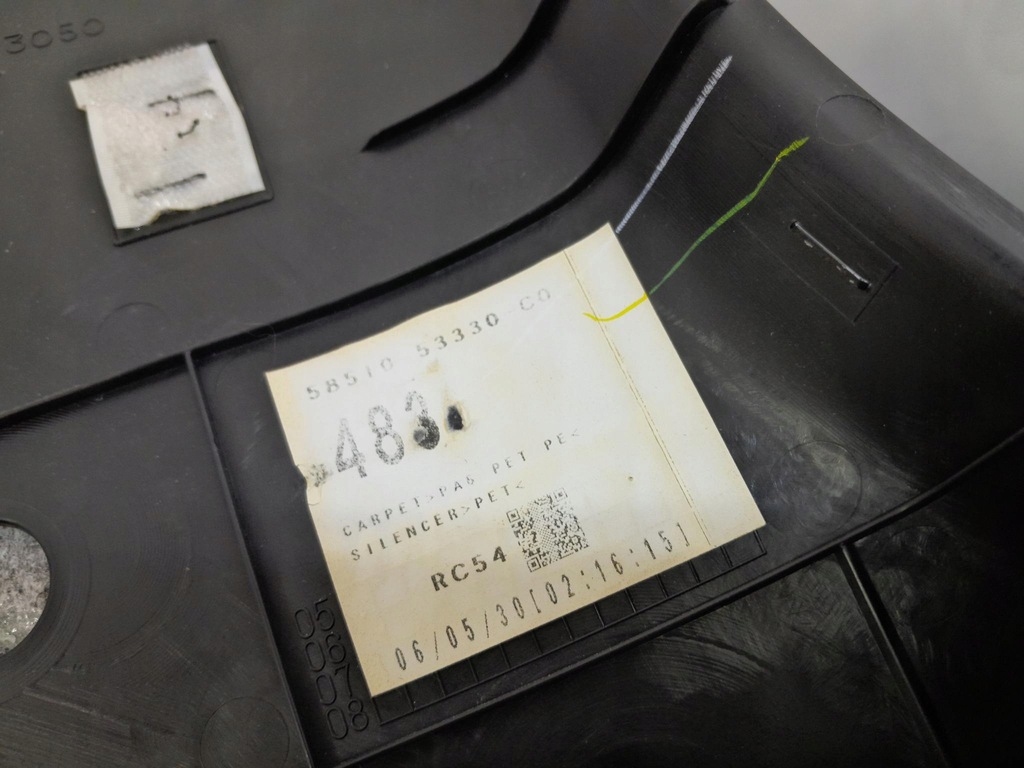 3050
58510 53330 C0
483
CARPET>PA6 PET PE<
SILENCER>PET<
RC54
06/05/30[02:16:15]
05
06
07
08